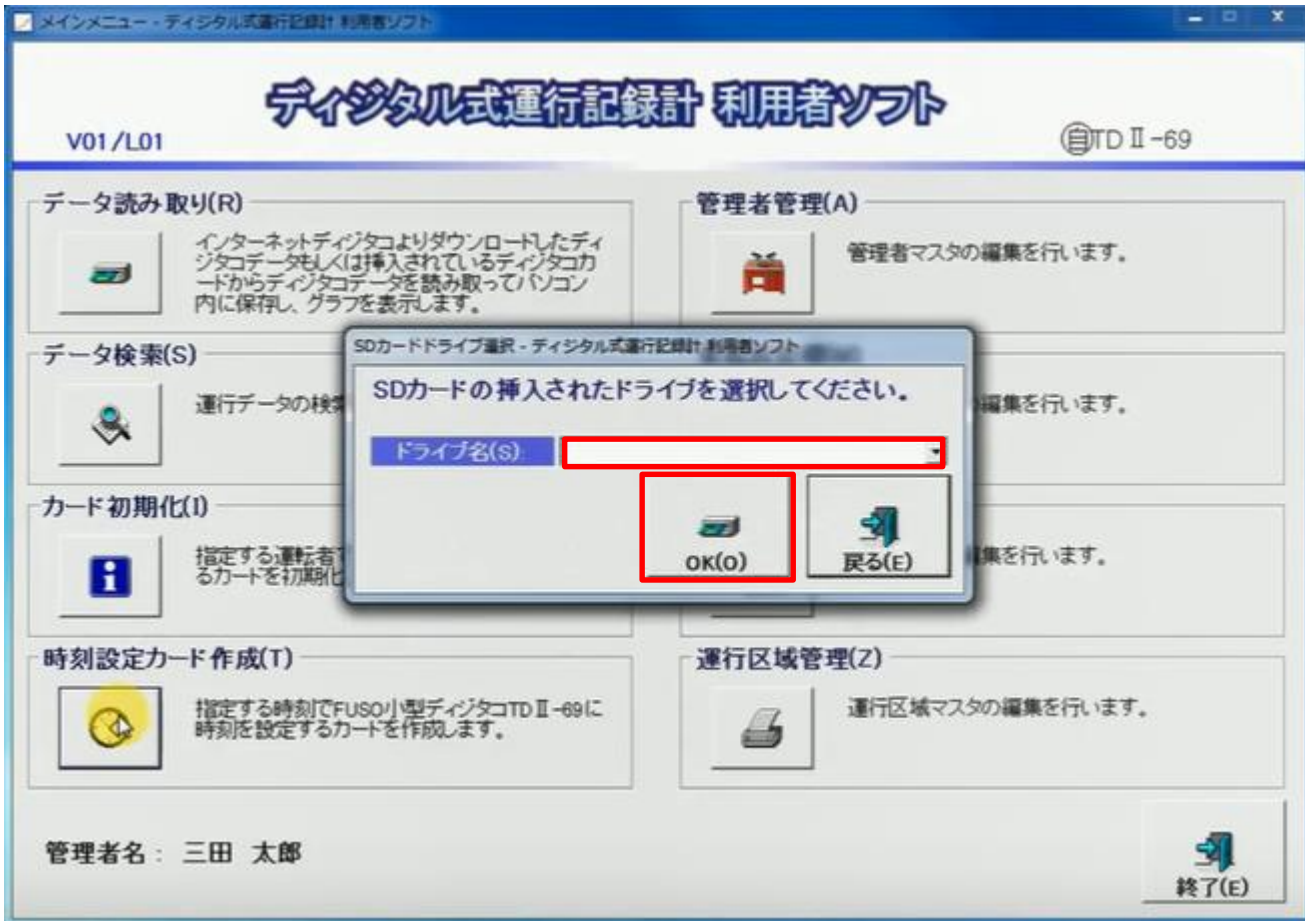 メインメニュー - ディジタル式運行記録計 利用者ソフト
ディジタル式運行記録計 利用者ソフト
V01/L01
自TDⅡ-69
データ読み取り(R)
インターネットディジタコよりダウンロードしたディ
ジタコデータもしくは挿入されているディジタコカ
ードからディジタコデータを読み取ってパソコン
内に保存し、グラフを表示します。
管理者管理(A)
管理者マスタの編集を行います。
データ検索(S)
運行データの検索
編集を行います。
SDカードドライブ選択 - ディジタル式運行記録計 利用者ソフト
SDカードの挿入されたドライブを選択してください。
ドライブ名(S):
OK(O)
戻る(E)
カード初期化(I)
指定する運転者で
るカードを初期化
編集を行います。
時刻設定カード作成(T)
指定する時刻でFUSO小型ディジタコTDⅡ-69に
時刻を設定するカードを作成します。
運行区域管理(Z)
運行区域マスタの編集を行います。
管理者名 : 三田 太郎
終了(E)